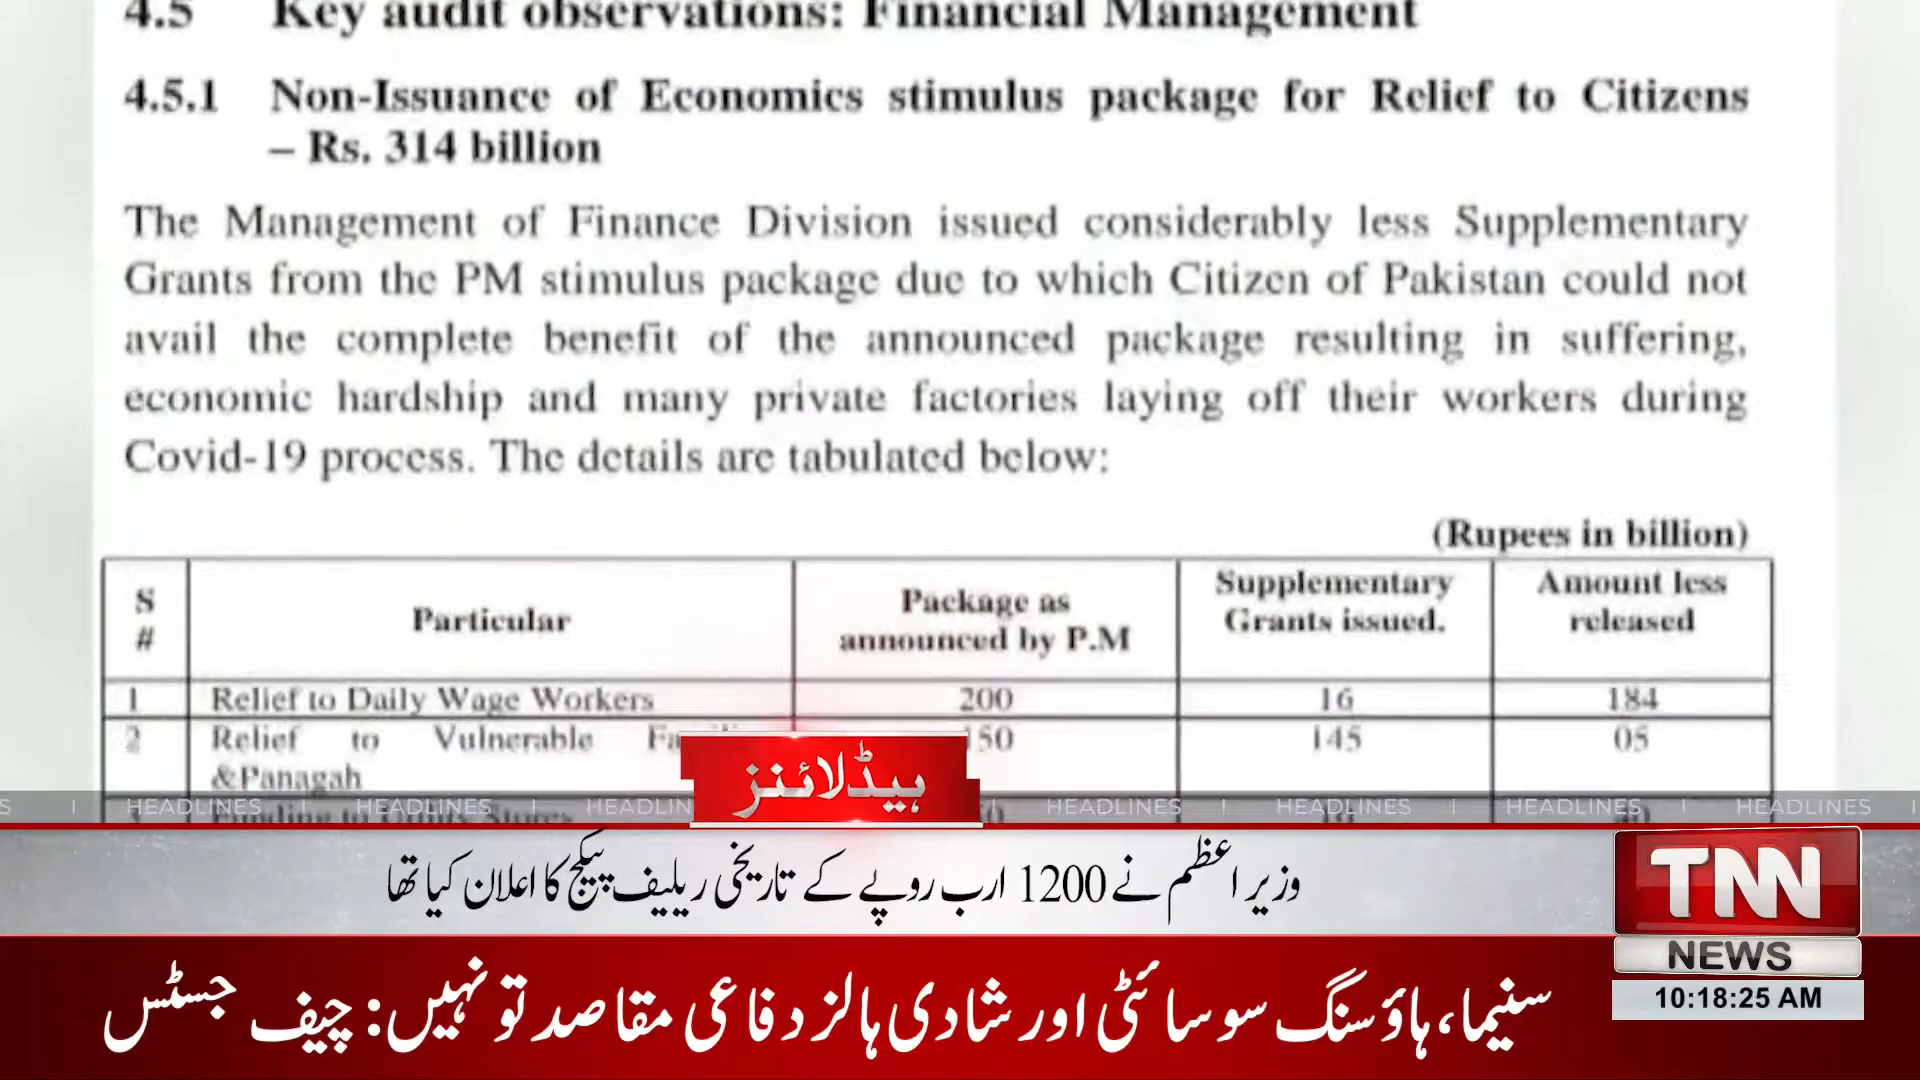 4.5 Key audit observations: Financial Management
4.5.1 Non-Issuance of Economics stimulus package for Relief to Citizens
– Rs. 314 billion
The Management of Finance Division issued considerably less Supplementary
Grants from the PM stimulus package due to which Citizen of Pakistan could not
avail the complete benefit of the announced package resulting in suffering,
economic hardship and many private factories laying off their workers during
Covid-19 process. The details are tabulated below:
(Rupees in billion)
S # Particular Package as announced by P.M Supplementary Grants issued. Amount less released
1 Relief to Daily Wage Workers 200 16 184
2 Relief to Vulnerable 150 145 05
&Panagah
HEADLINES HEADLINES HEADLINES HEADLINES HEADLINES HEADLINES
ہیڈلائنز
وزیر اعظم نے 1200 ارب روپے کے تاریخی ریلیف پیکج کا اعلان کیا تھا
TNN
NEWS
10:18:25 AM
سنیما، ہاؤسنگ سوسائٹی اور شادی ہالز دفاعی مقاصد تو نہیں: چیف جسٹس